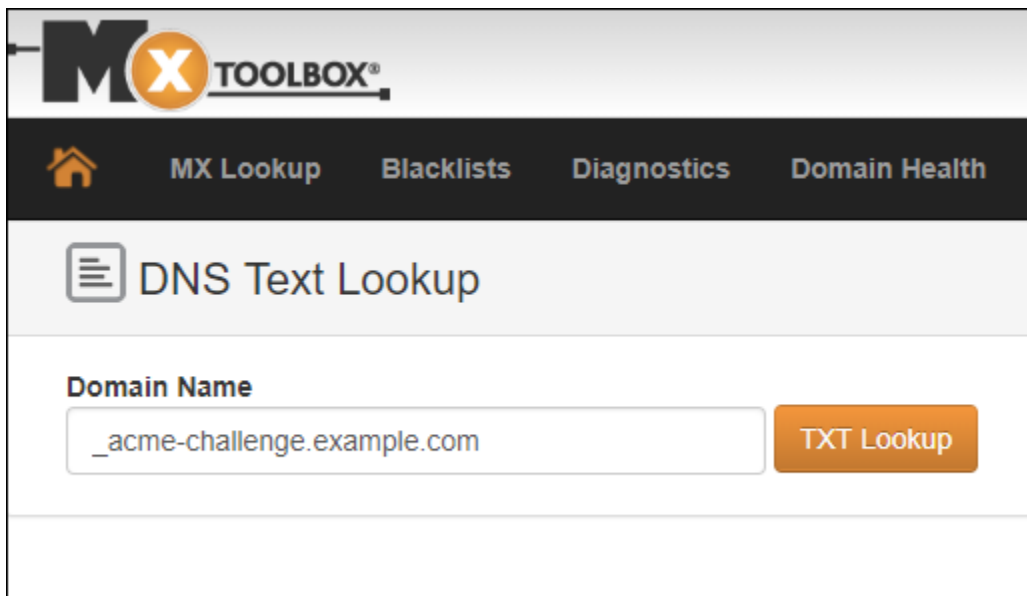 MX TOOLBOX®
MX Lookup Blacklists Diagnostics Domain Health
DNS Text Lookup
Domain Name
_acme-challenge.example.com TXT Lookup